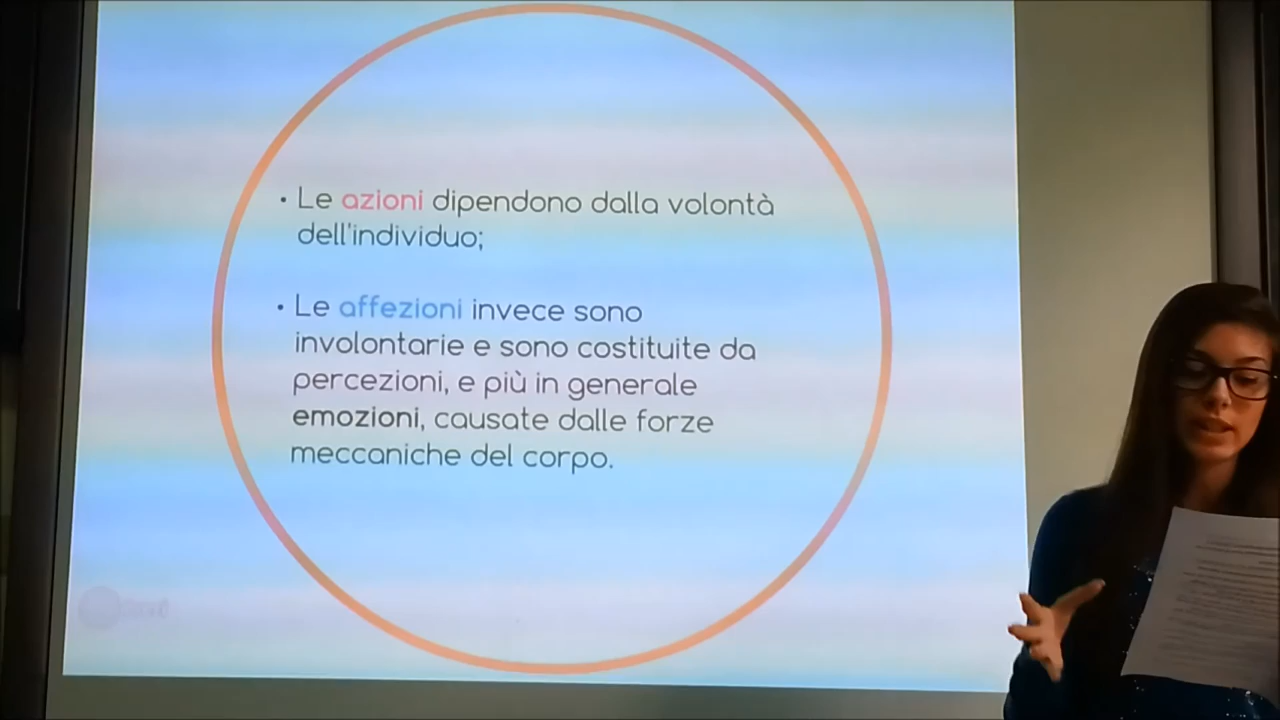 • Le azioni dipendono dalla volontà
dell'individuo;
• Le affezioni invece sono
involontarie e sono costituite da
percezioni, e più in generale
emozioni, causate dalle forze
meccaniche del corpo.